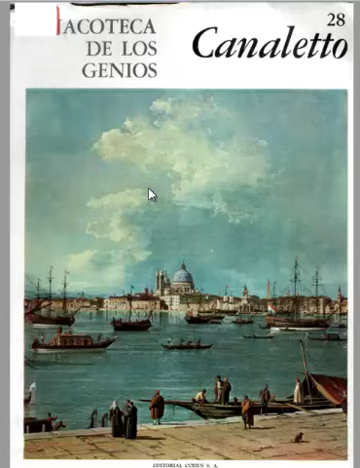 ACOTECA
DE LOS
GENIOS
28
Canaletto
EDITORIAL CODEX S. A.